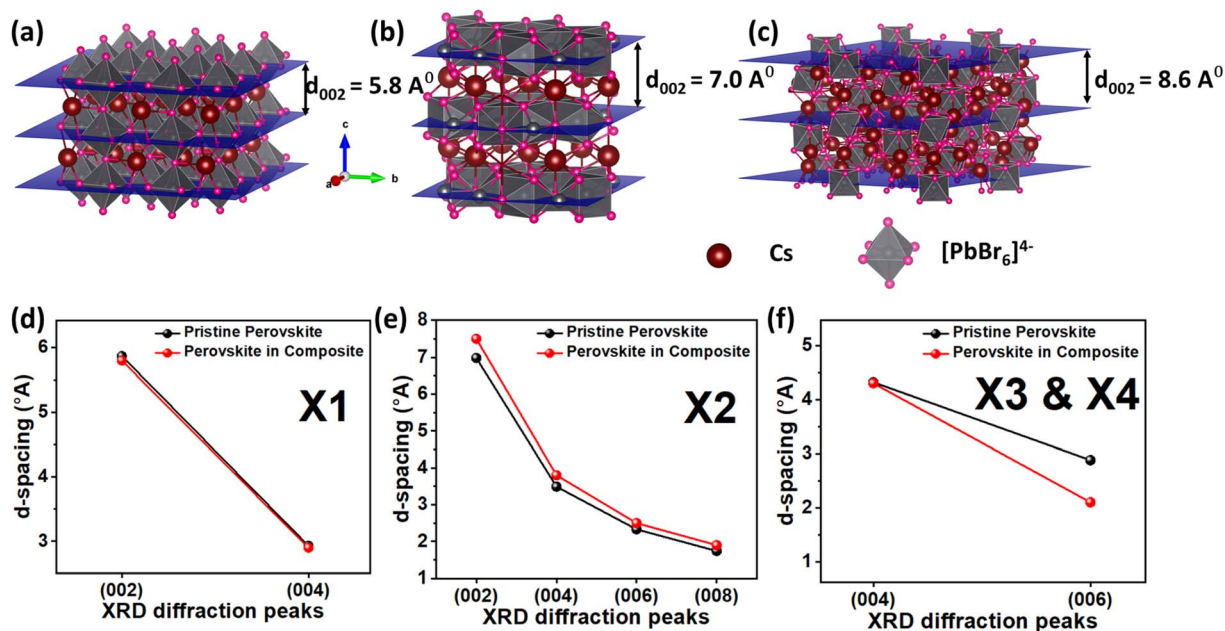 (a)
d002 = 5.8 A0
c
a
b
(b)
d002 = 7.0 A0
(c)
d002 = 8.6 A0
Cs
[PbBr6]4-
(d)
Pristine Perovskite
Perovskite in Composite
X1
d-spacing (°A)
6
5
4
3
(002)
(004)
XRD diffraction peaks
(e)
Pristine Perovskite
Perovskite in Composite
X2
d-spacing (°A)
8
7
6
5
4
3
2
1
(002) (004) (006) (008)
XRD diffraction peaks
(f)
Pristine Perovskite
Perovskite in Composite
X3 & X4
d-spacing (°A)
5
4
3
2
1
(004)
(006)
XRD diffraction peaks